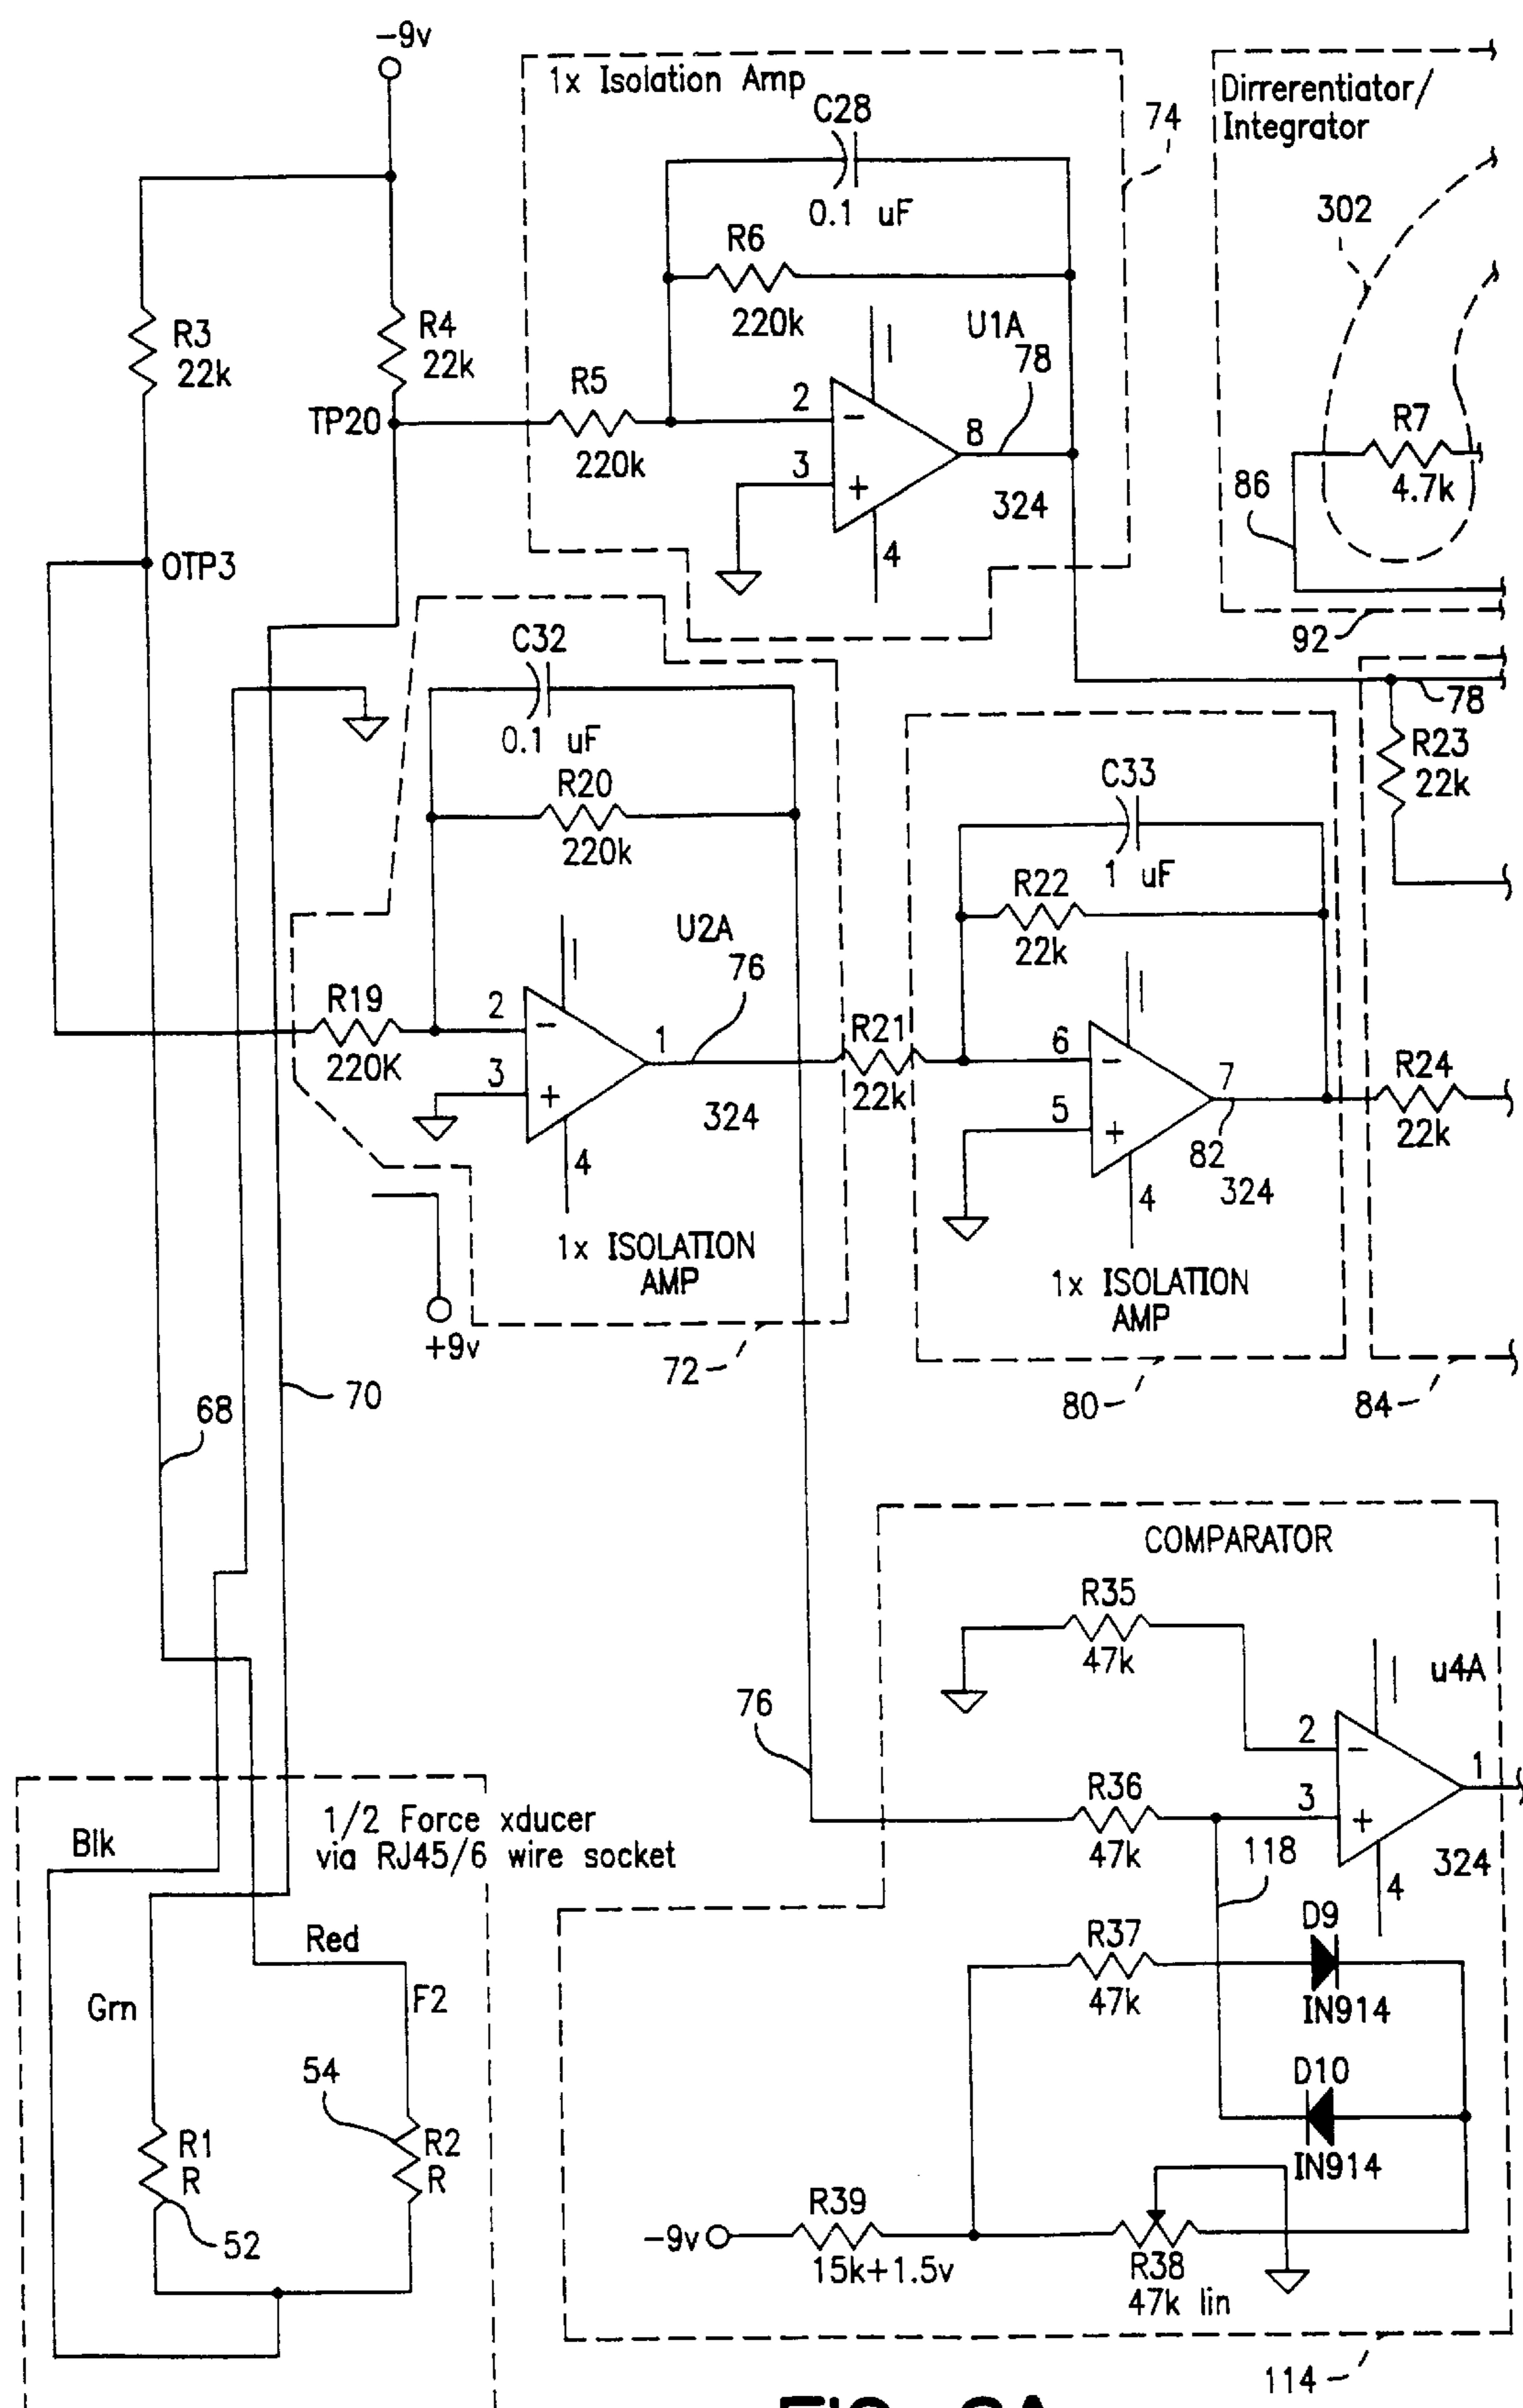 -9v
1x Isolation Amp
C28
0.1 uF
R6
220k
74
Dirrerentiator/
Integrator
302
R3
22k
R4
22k
TP20
R5
220k
U1A
78
2
3
8
324
4
R7
4.7k
86
92
OTP3
C32
0.1 uF
R20
220k
78
R23
22k
C33
1 uF
R22
22k
U2A
76
R19
220K
2
3
1
324
4
R21
22k
6
5
7
82
324
4
R24
22k
1x ISOLATION
AMP
+9v
72
1x ISOLATION
AMP
80
84
68
70
COMPARATOR
R35
47k
u4A
76
2
3
1
R36
47k
118
324
4
1/2 Force xducer
via RJ45/6 wire socket
Blk
Red
Grn
F2
R37
47k
D9
IN914
D10
IN914
54
R1
R
R2
R
52
-9v
R39
15k+1.5v
R38
47k lin
114